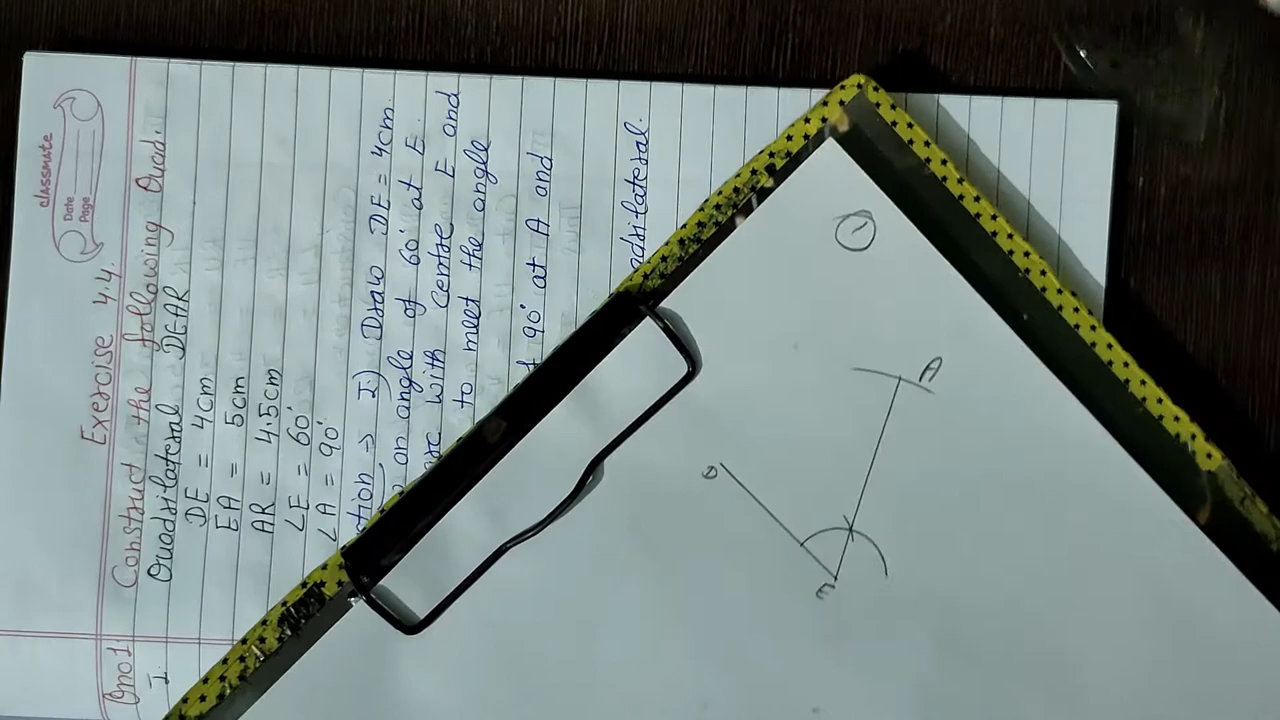 classmate
Date
Page
Exercise 4.4.
Qno1 Construct the following Quad.
I. Quadrilateral DEAR
DE = 4cm
EA = 5cm
AR = 4.5cm
∠E = 60°
∠A = 90°
tion → I) Draw DE = 4cm.
an angle of 60° at E.
arc with centre E and
to meet the angle
90° at A and
adrilateral.
1
D
E
A